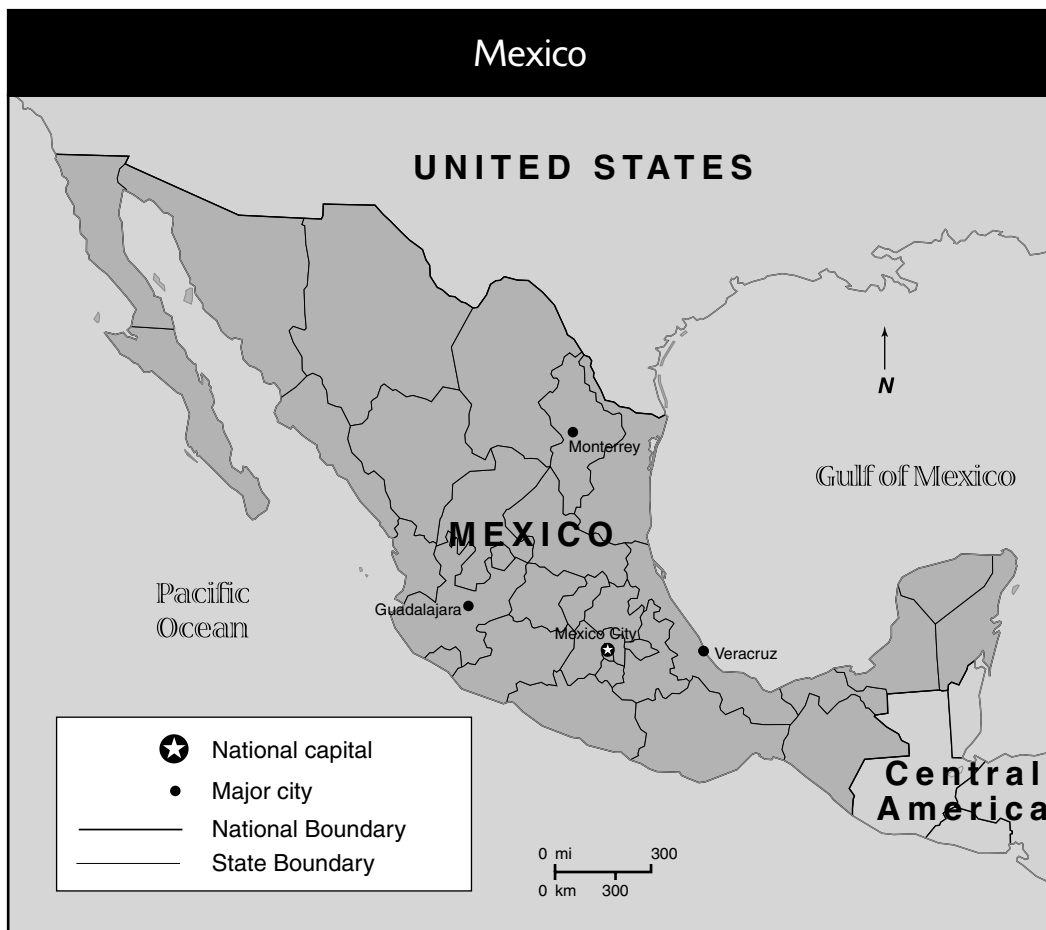 Mexico
UNITED STATES
N
Monterrey
Gulf of Mexico
MEXICO
Pacific
Ocean
Guadalajara
Mexico City
Veracruz
National capital
Major city
National Boundary
State Boundary
Central
America
0 mi 300
0 km 300